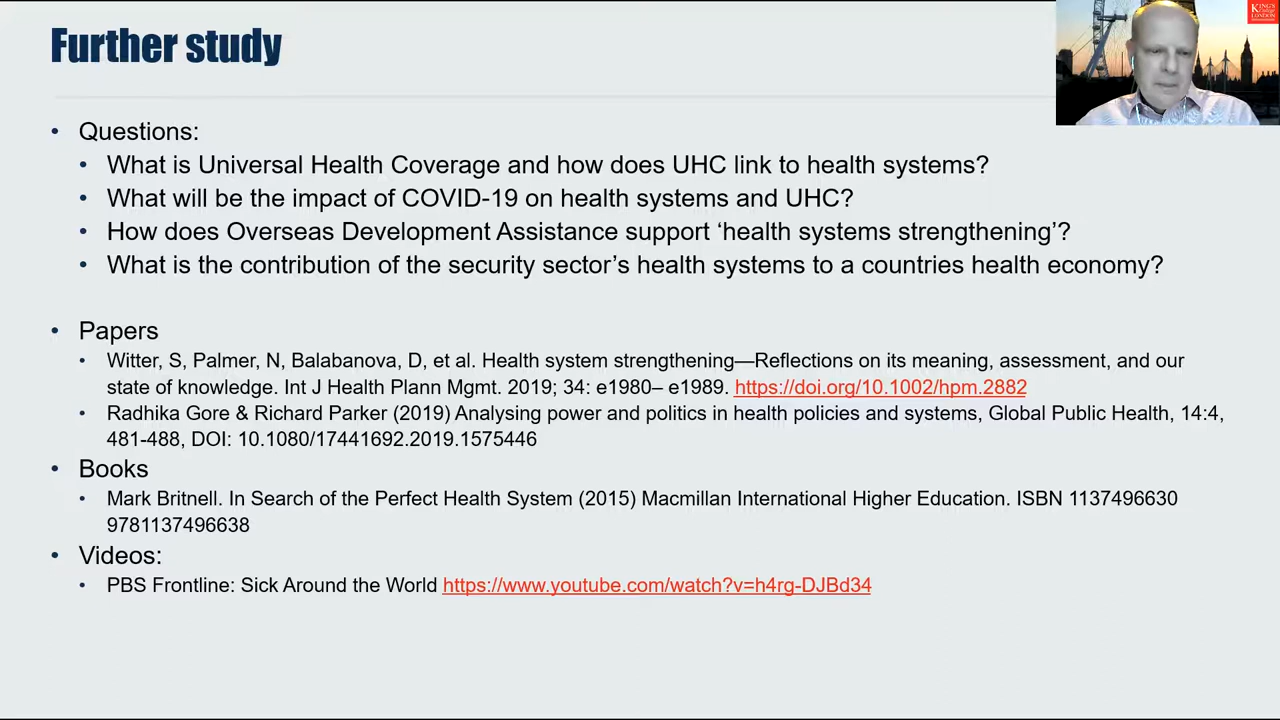 Further study
KING'S
College
LONDON
• Questions:
• What is Universal Health Coverage and how does UHC link to health systems?
• What will be the impact of COVID-19 on health systems and UHC?
• How does Overseas Development Assistance support ‘health systems strengthening’?
• What is the contribution of the security sector’s health systems to a countries health economy?
• Papers
• Witter, S, Palmer, N, Balabanova, D, et al. Health system strengthening—Reflections on its meaning, assessment, and our
state of knowledge. Int J Health Plann Mgmt. 2019; 34: e1980– e1989. https://doi.org/10.1002/hpm.2882
• Radhika Gore & Richard Parker (2019) Analysing power and politics in health policies and systems, Global Public Health, 14:4,
481-488, DOI: 10.1080/17441692.2019.1575446
• Books
• Mark Britnell. In Search of the Perfect Health System (2015) Macmillan International Higher Education. ISBN 1137496630
9781137496638
• Videos:
• PBS Frontline: Sick Around the World https://www.youtube.com/watch?v=h4rg-DJBd34